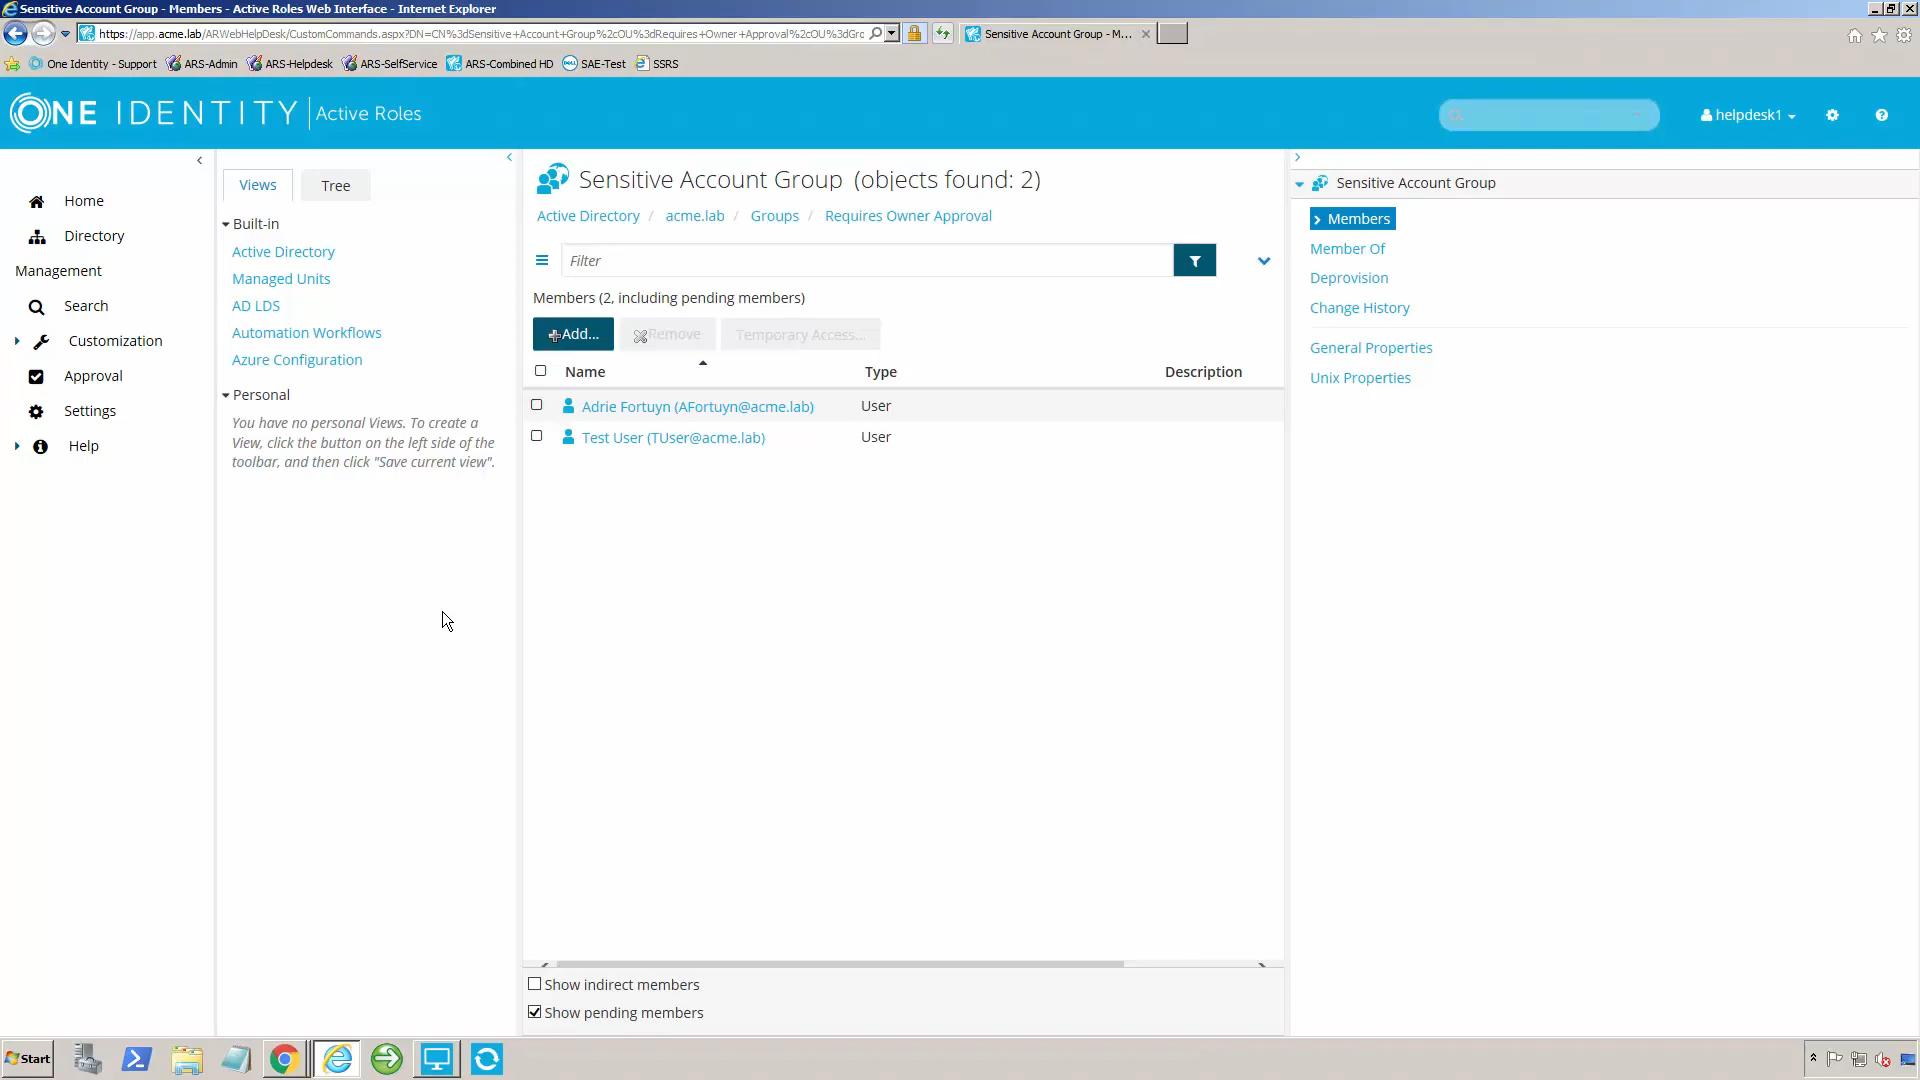 Sensitive Account Group - Members - Active Roles Web Interface - Internet Explorer
https://app.acme.lab/ARWebHelpDesk/CustomCommands.aspx?DN=CN%3dSensitive+Account+Group%2cOU%3dRequires+Owner+Approval%2cOU%3dGrc
Sensitive Account Group - M...
One Identity - Support
ARS-Admin
ARS-Helpdesk
ARS-SelfService
ARS-Combined HD
SAE-Test
SSRS
ONE IDENTITY
Active Roles
helpdesk1
Home
Directory
Management
Search
Customization
Approval
Settings
Help
Views
Tree
Built-in
Active Directory
Managed Units
AD LDS
Automation Workflows
Azure Configuration
Personal
You have no personal Views. To create a
View, click the button on the left side of the
toolbar, and then click "Save current view".
Sensitive Account Group (objects found: 2)
Active Directory / acme.lab / Groups / Requires Owner Approval
Filter
Members (2, including pending members)
Add...
Remove
Temporary Access...
Name Type Description
Adrie Fortuyn (AFortuyn@acme.lab) User
Test User (TUser@acme.lab) User
Show indirect members
Show pending members
Sensitive Account Group
Members
Member Of
Deprovision
Change History
General Properties
Unix Properties
Start